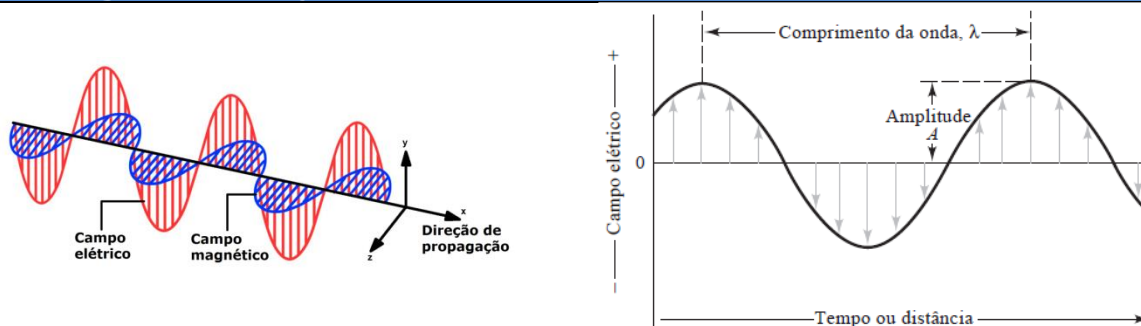 Campo
elétrico
Campo
magnético
y
x
z
Direção de
propagação
Comprimento da onda, λ
Amplitude
A
+
Campo elétrico
0
–
Tempo ou distância